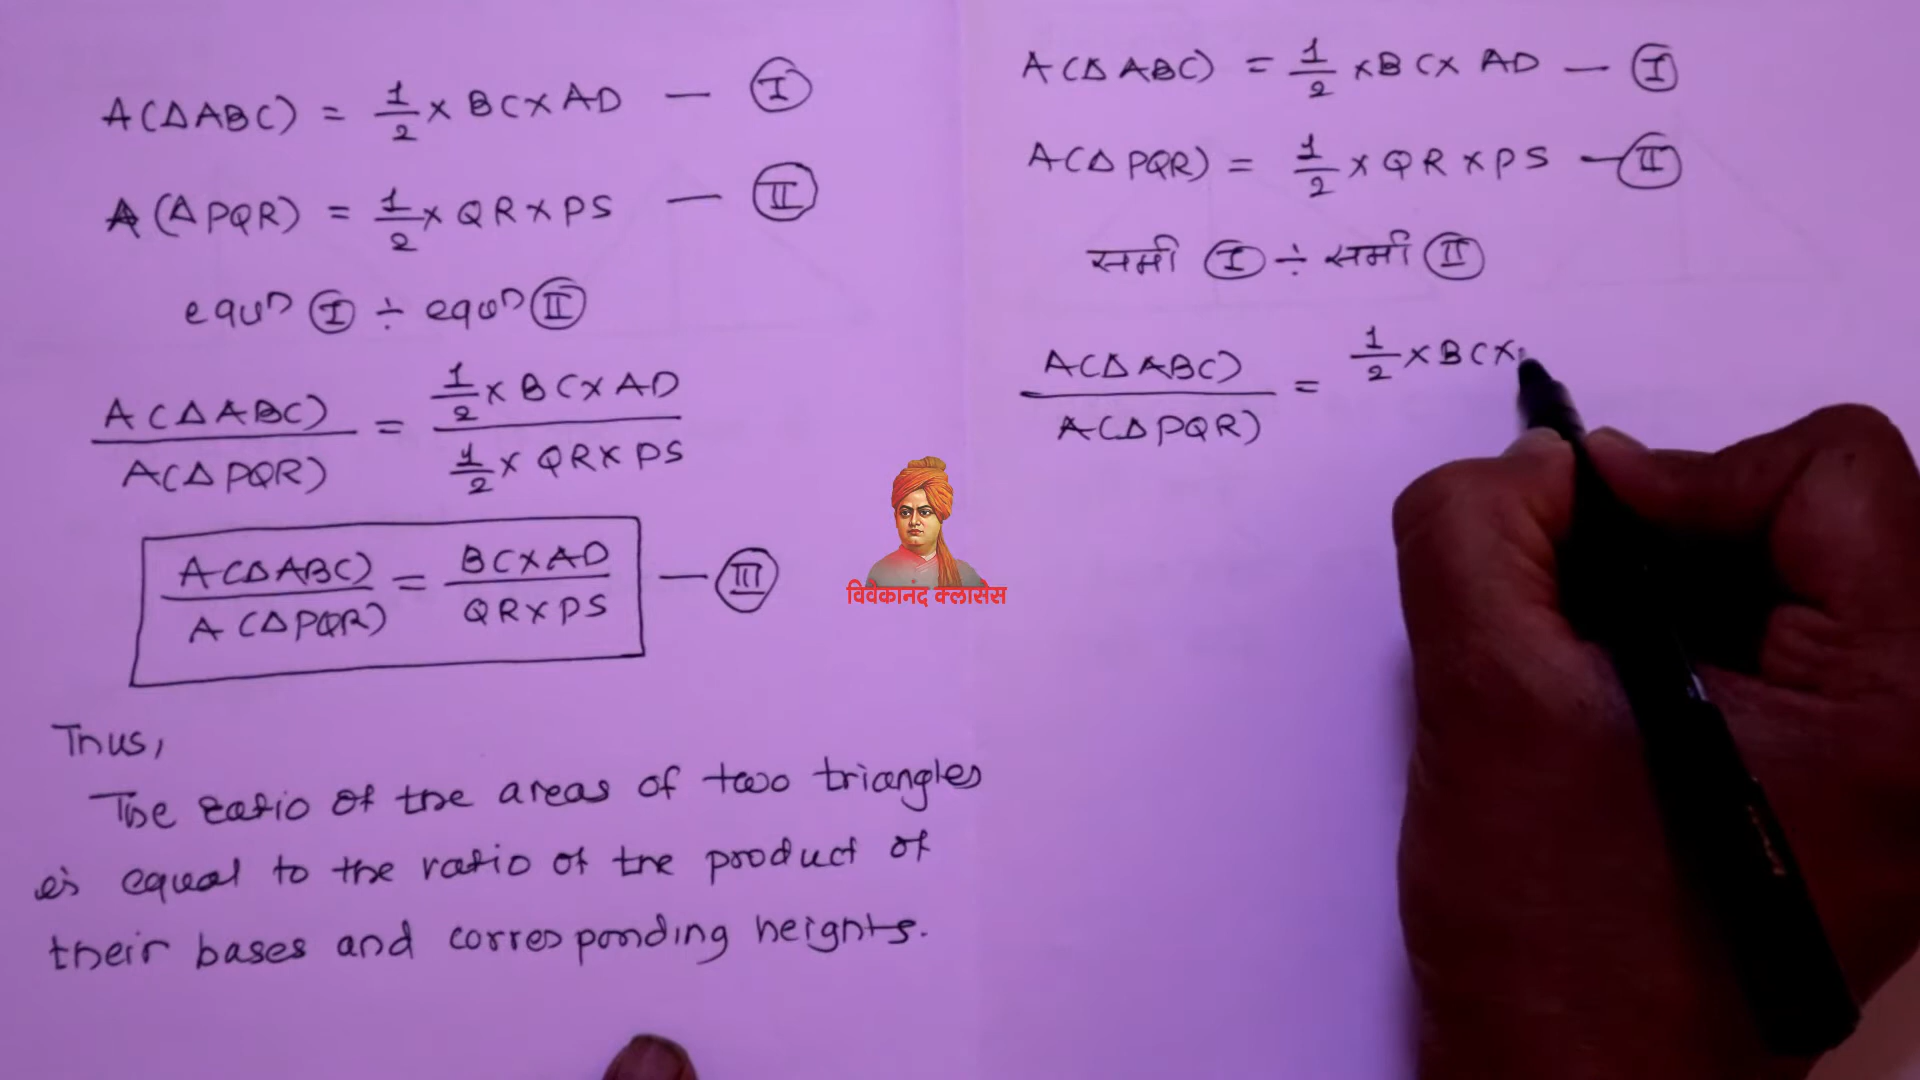 A(△ABC) = 1/2 × BC × AD — Ⅰ
A(△PQR) = 1/2 × QR × PS — Ⅱ
equⁿ Ⅰ ÷ equⁿ Ⅱ
A(△ABC)/A(△PQR) = (1/2 × BC × AD)/(1/2 × QR × PS)
A(△ABC)/A(△PQR) = (BC × AD)/(QR × PS) — Ⅲ
Thus,
The ratio of the areas of two triangles
is equal to the ratio of the product of
their bases and corresponding heights.
A(△ABC) = 1/2 × BC × AD — Ⅰ
A(△PQR) = 1/2 × QR × PS — Ⅱ
समी Ⅰ ÷ समी Ⅱ
A(△ABC)/A(△PQR) = 1/2 × BC ×
विवेकानंद क्लासेस